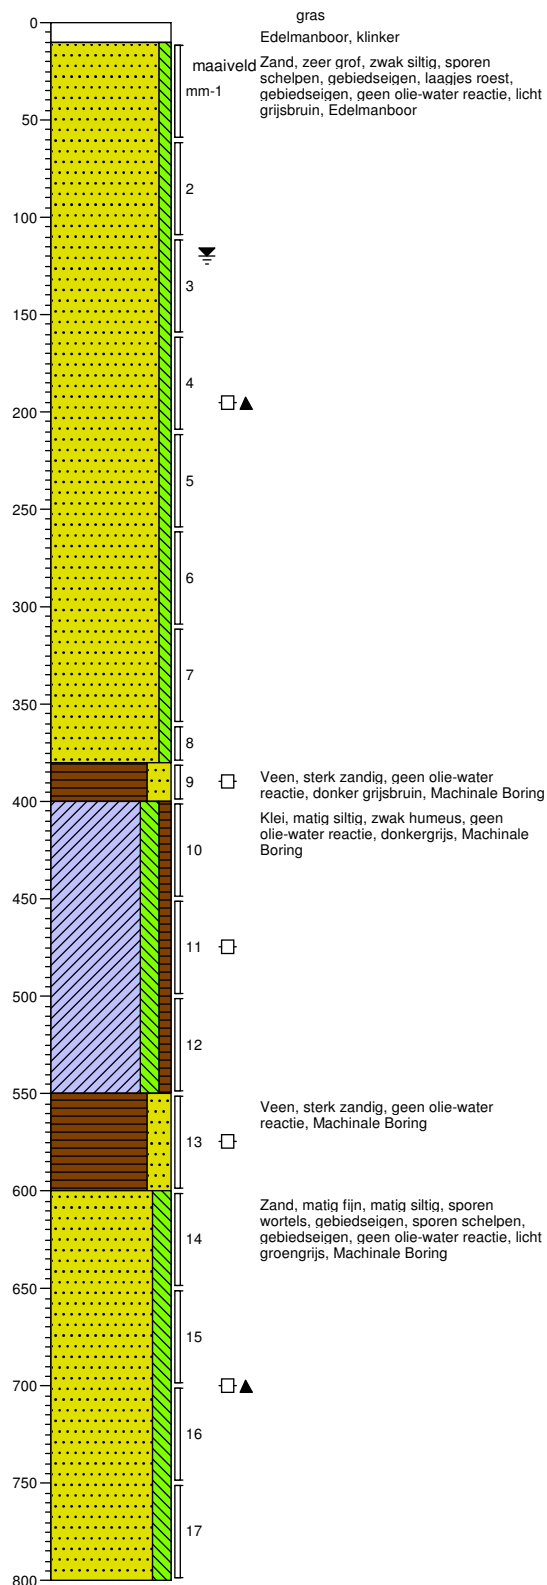 gras
0
Edelmanboor, klinker
maaiveld
Zand, zeer grof, zwak siltig, sporen
schelpen, gebiedseigen, laagjes roest,
gebiedseigen, geen olie-water reactie, licht
grijsbruin, Edelmanboor
mm-1
50
2
100
3
150
4
200
5
250
6
300
7
350
8
9
Veen, sterk zandig, geen olie-water
reactie, donker grijsbruin, Machinale Boring
400
Klei, matig siltig, zwak humeus, geen
olie-water reactie, donkergrijs, Machinale
Boring
10
450
11
500
12
550
Veen, sterk zandig, geen olie-water
reactie, Machinale Boring
13
600
Zand, matig fijn, matig siltig, sporen
wortels, gebiedseigen, sporen schelpen,
gebiedseigen, geen olie-water reactie, licht
groengrijs, Machinale Boring
14
650
15
700
16
750
17
800